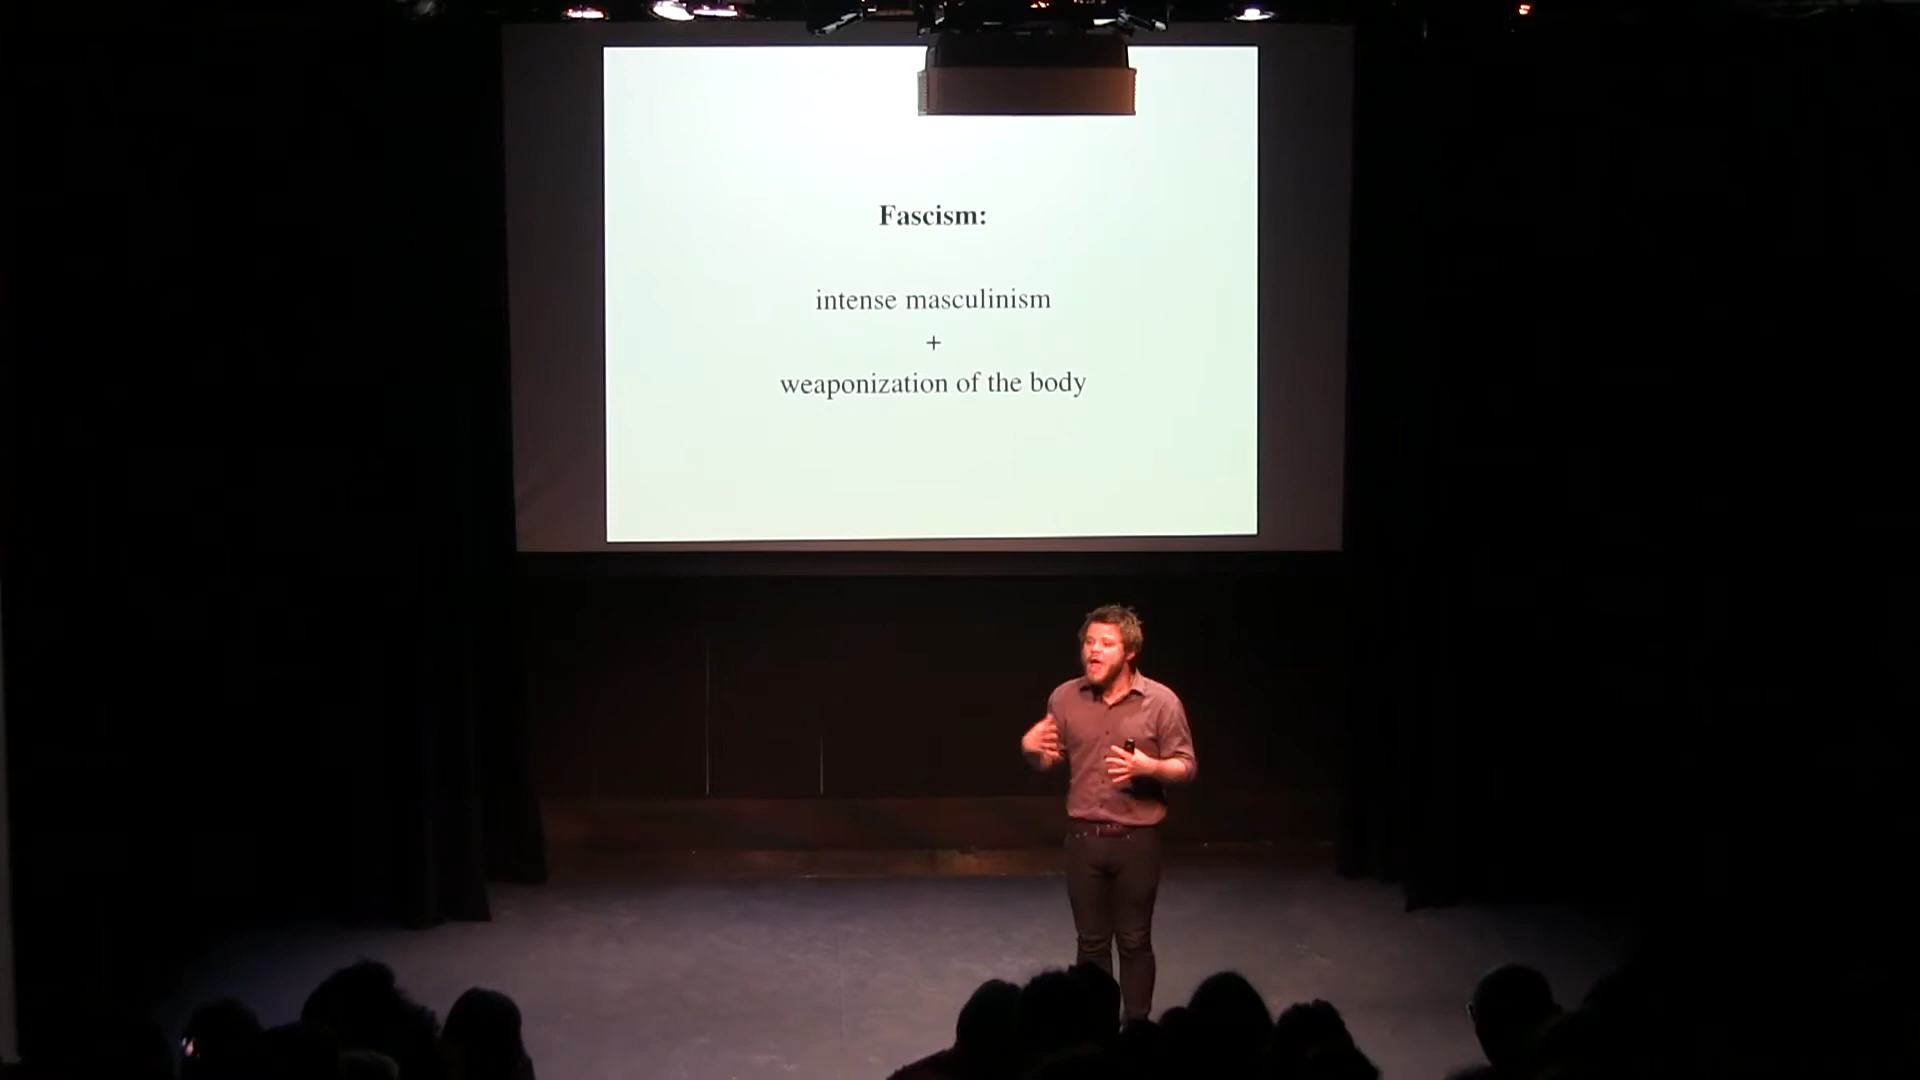 Fascism:
intense masculinism
+
weaponization of the body